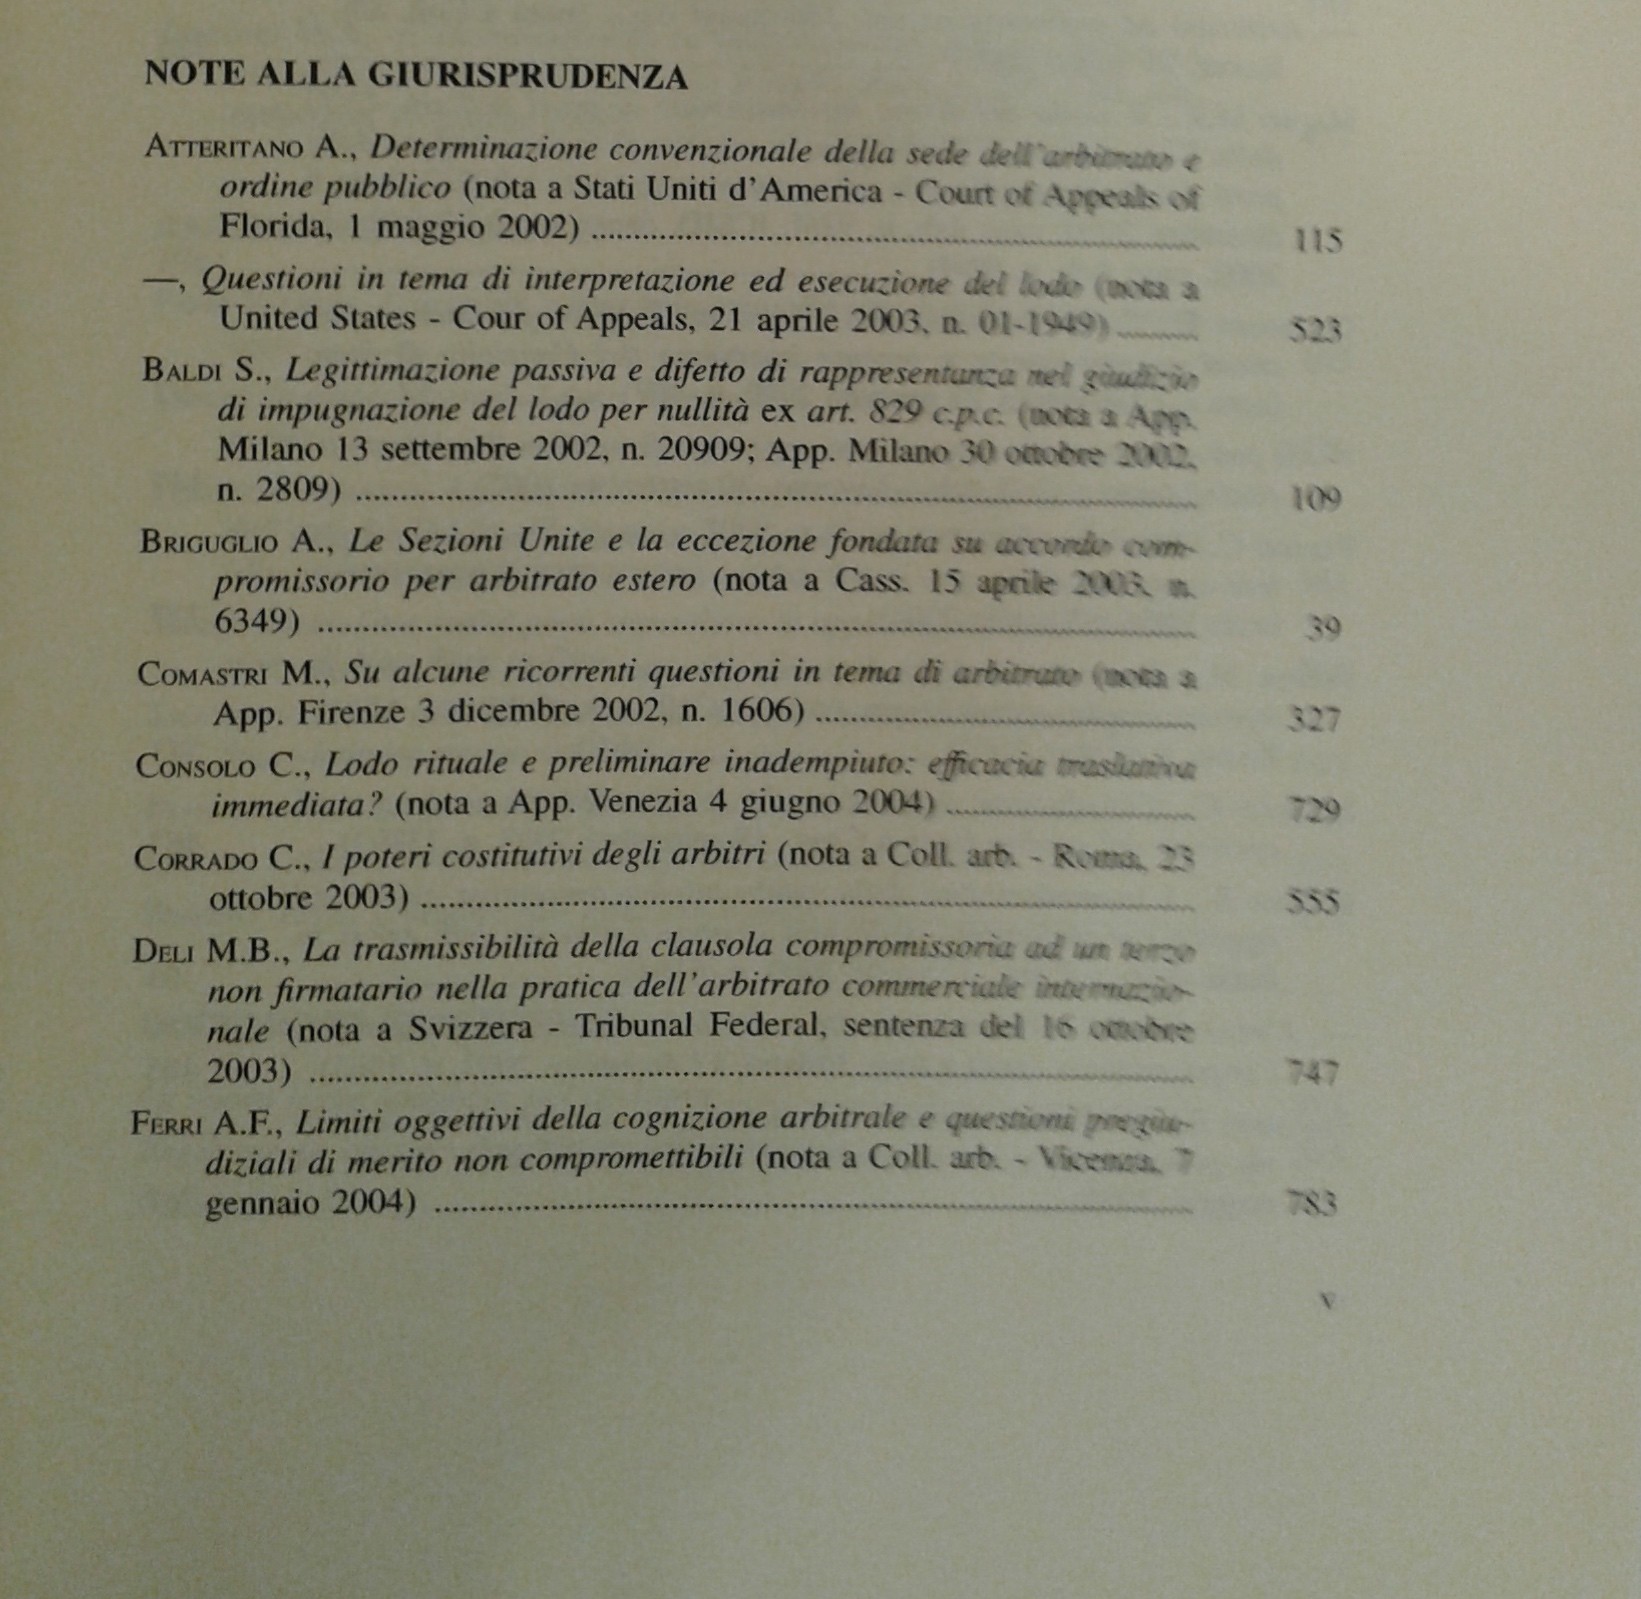 NOTE ALLA GIURISPRUDENZA
ATTERITANO A., Determinazione convenzionale della sede dell'arbitrato e
ordine pubblico (nota a Stati Uniti d'America - Court of Appeals of
Florida, 1 maggio 2002) ........ 115
—, Questioni in tema di interpretazione ed esecuzione del lodo (nota a
United States - Cour of Appeals, 21 aprile 2003, n. 01-1949) ........ 523
BALDI S., Legittimazione passiva e difetto di rappresentanza nel giudizio
di impugnazione del lodo per nullità ex art. 829 c.p.c. (nota a App.
Milano 13 settembre 2002, n. 20909; App. Milano 30 ottobre 2002,
n. 2809) ........ 109
BRIGUGLIO A., Le Sezioni Unite e la eccezione fondata su accordo com-
promissorio per arbitrato estero (nota a Cass. 15 aprile 2003, n.
6349) ........ 39
COMASTRI M., Su alcune ricorrenti questioni in tema di arbitrato (nota a
App. Firenze 3 dicembre 2002, n. 1606) ........ 327
CONSOLO C., Lodo rituale e preliminare inadempiuto: efficacia traslativa
immediata? (nota a App. Venezia 4 giugno 2004) ........ 729
CORRADO C., I poteri costitutivi degli arbitri (nota a Coll. arb. - Roma, 23
ottobre 2003) ........ 555
DELI M.B., La trasmissibilità della clausola compromissoria ad un terzo
non firmatario nella pratica dell'arbitrato commerciale internazio-
nale (nota a Svizzera - Tribunal Federal, sentenza del 16 ottobre
2003) ........ 747
FERRI A.F., Limiti oggettivi della cognizione arbitrale e questioni pregiu-
diziali di merito non compromettibili (nota a Coll. arb. - Vicenza, 7
gennaio 2004) ........ 783
V